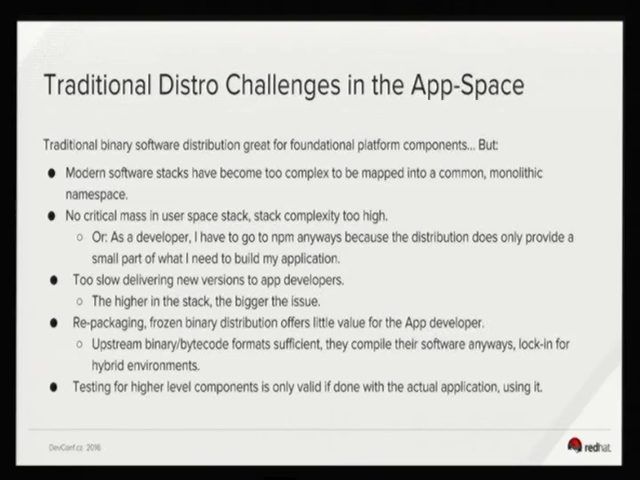 Traditional Distro Challenges in the App-Space
Traditional binary software distribution great for foundational platform components... But:
● Modern software stacks have become too complex to be mapped into a common, monolithic
namespace.
● No critical mass in user space stack, stack complexity too high.
○ Or: As a developer, I have to go to npm anyways because the distribution does only provide a
small part of what I need to build my application.
● Too slow delivering new versions to app developers.
○ The higher in the stack, the bigger the issue.
● Re-packaging, frozen binary distribution offers little value for the App developer.
○ Upstream binary/bytecode formats sufficient, they compile their software anyways, lock-in for
hybrid environments.
● Testing for higher level components is only valid if done with the actual application, using it.
DevConf.cz 2016
redhat.